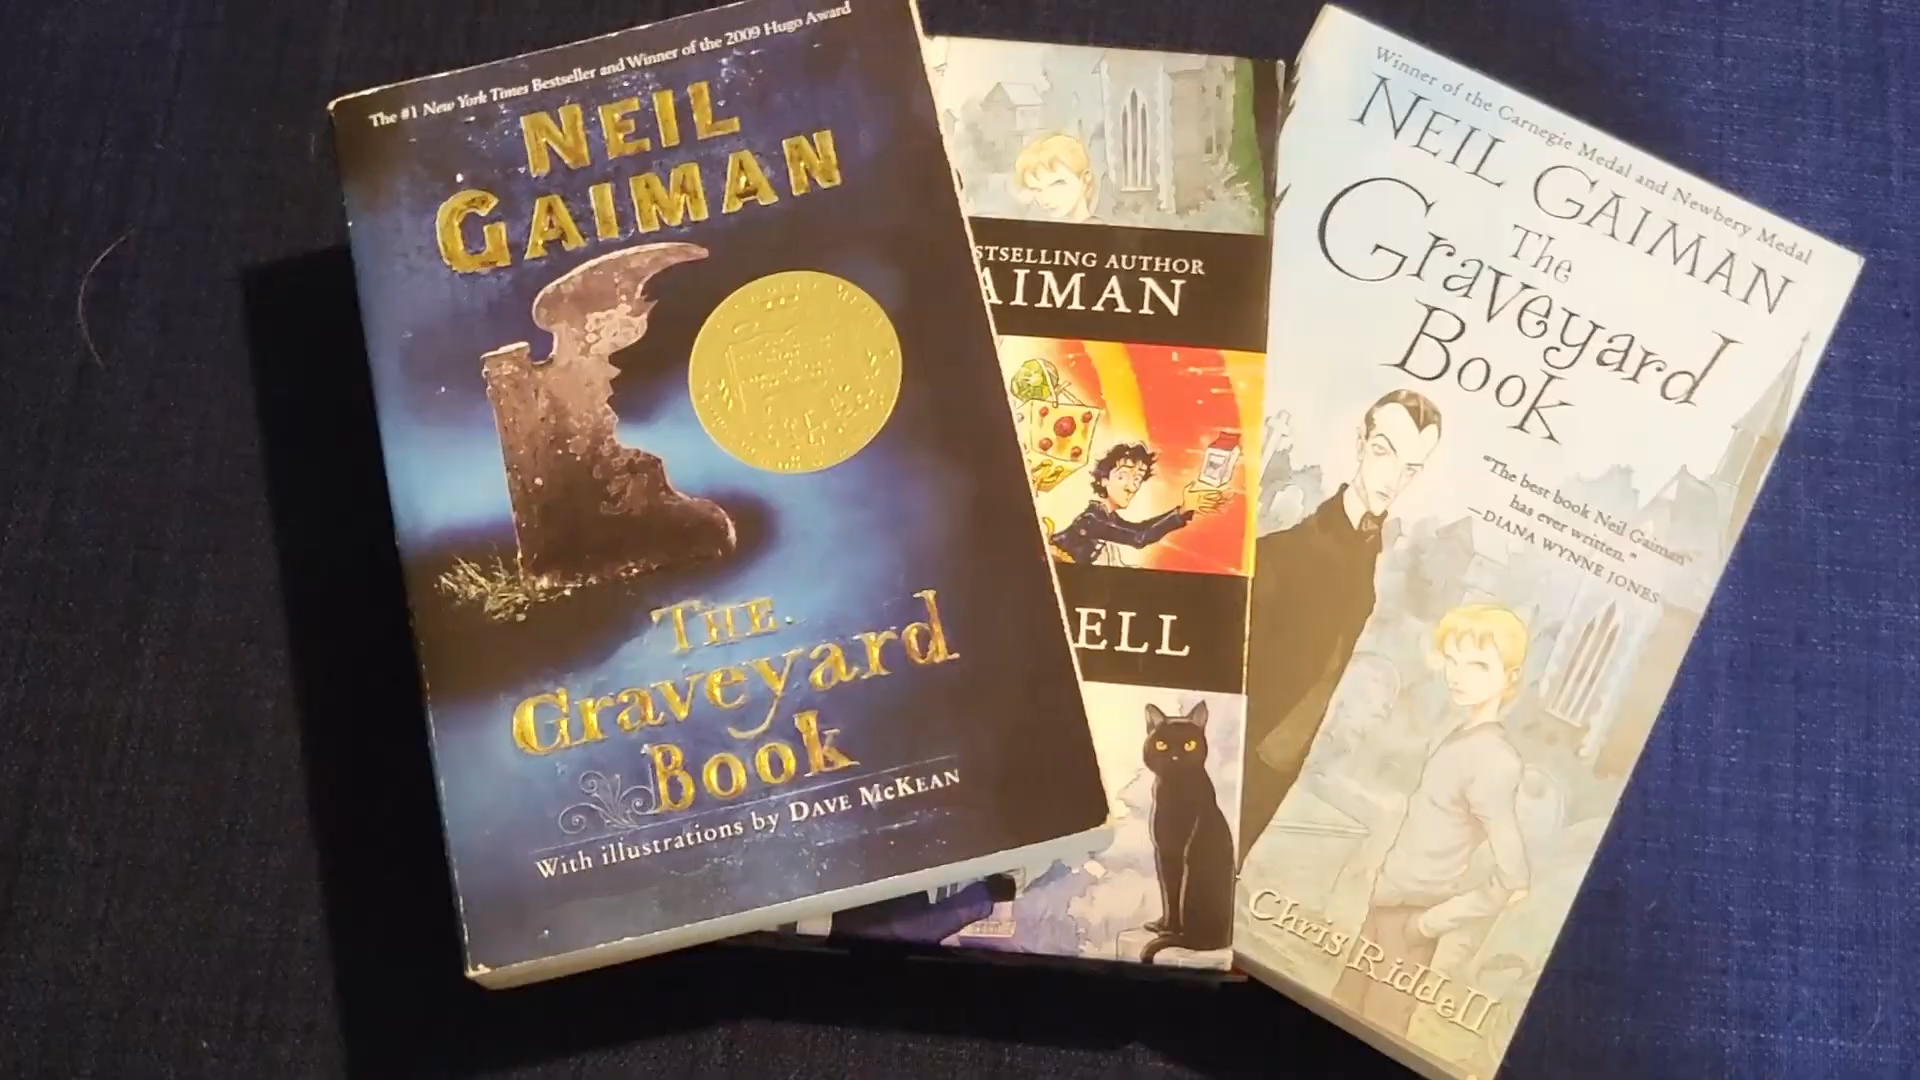 The #1 New York Times Bestseller and Winner of the 2009 Hugo Award
NEIL
GAIMAN
THE
Graveyard
Book
With illustrations by DAVE McKEAN
STSELLING AUTHOR
AIMAN
ELL
Winner of the Carnegie Medal and Newbery Medal
NEIL GAIMAN
The
Graveyard
Book
"The best book Neil Gaiman
has ever written."
—DIANA WYNNE JONES
Chris Riddell